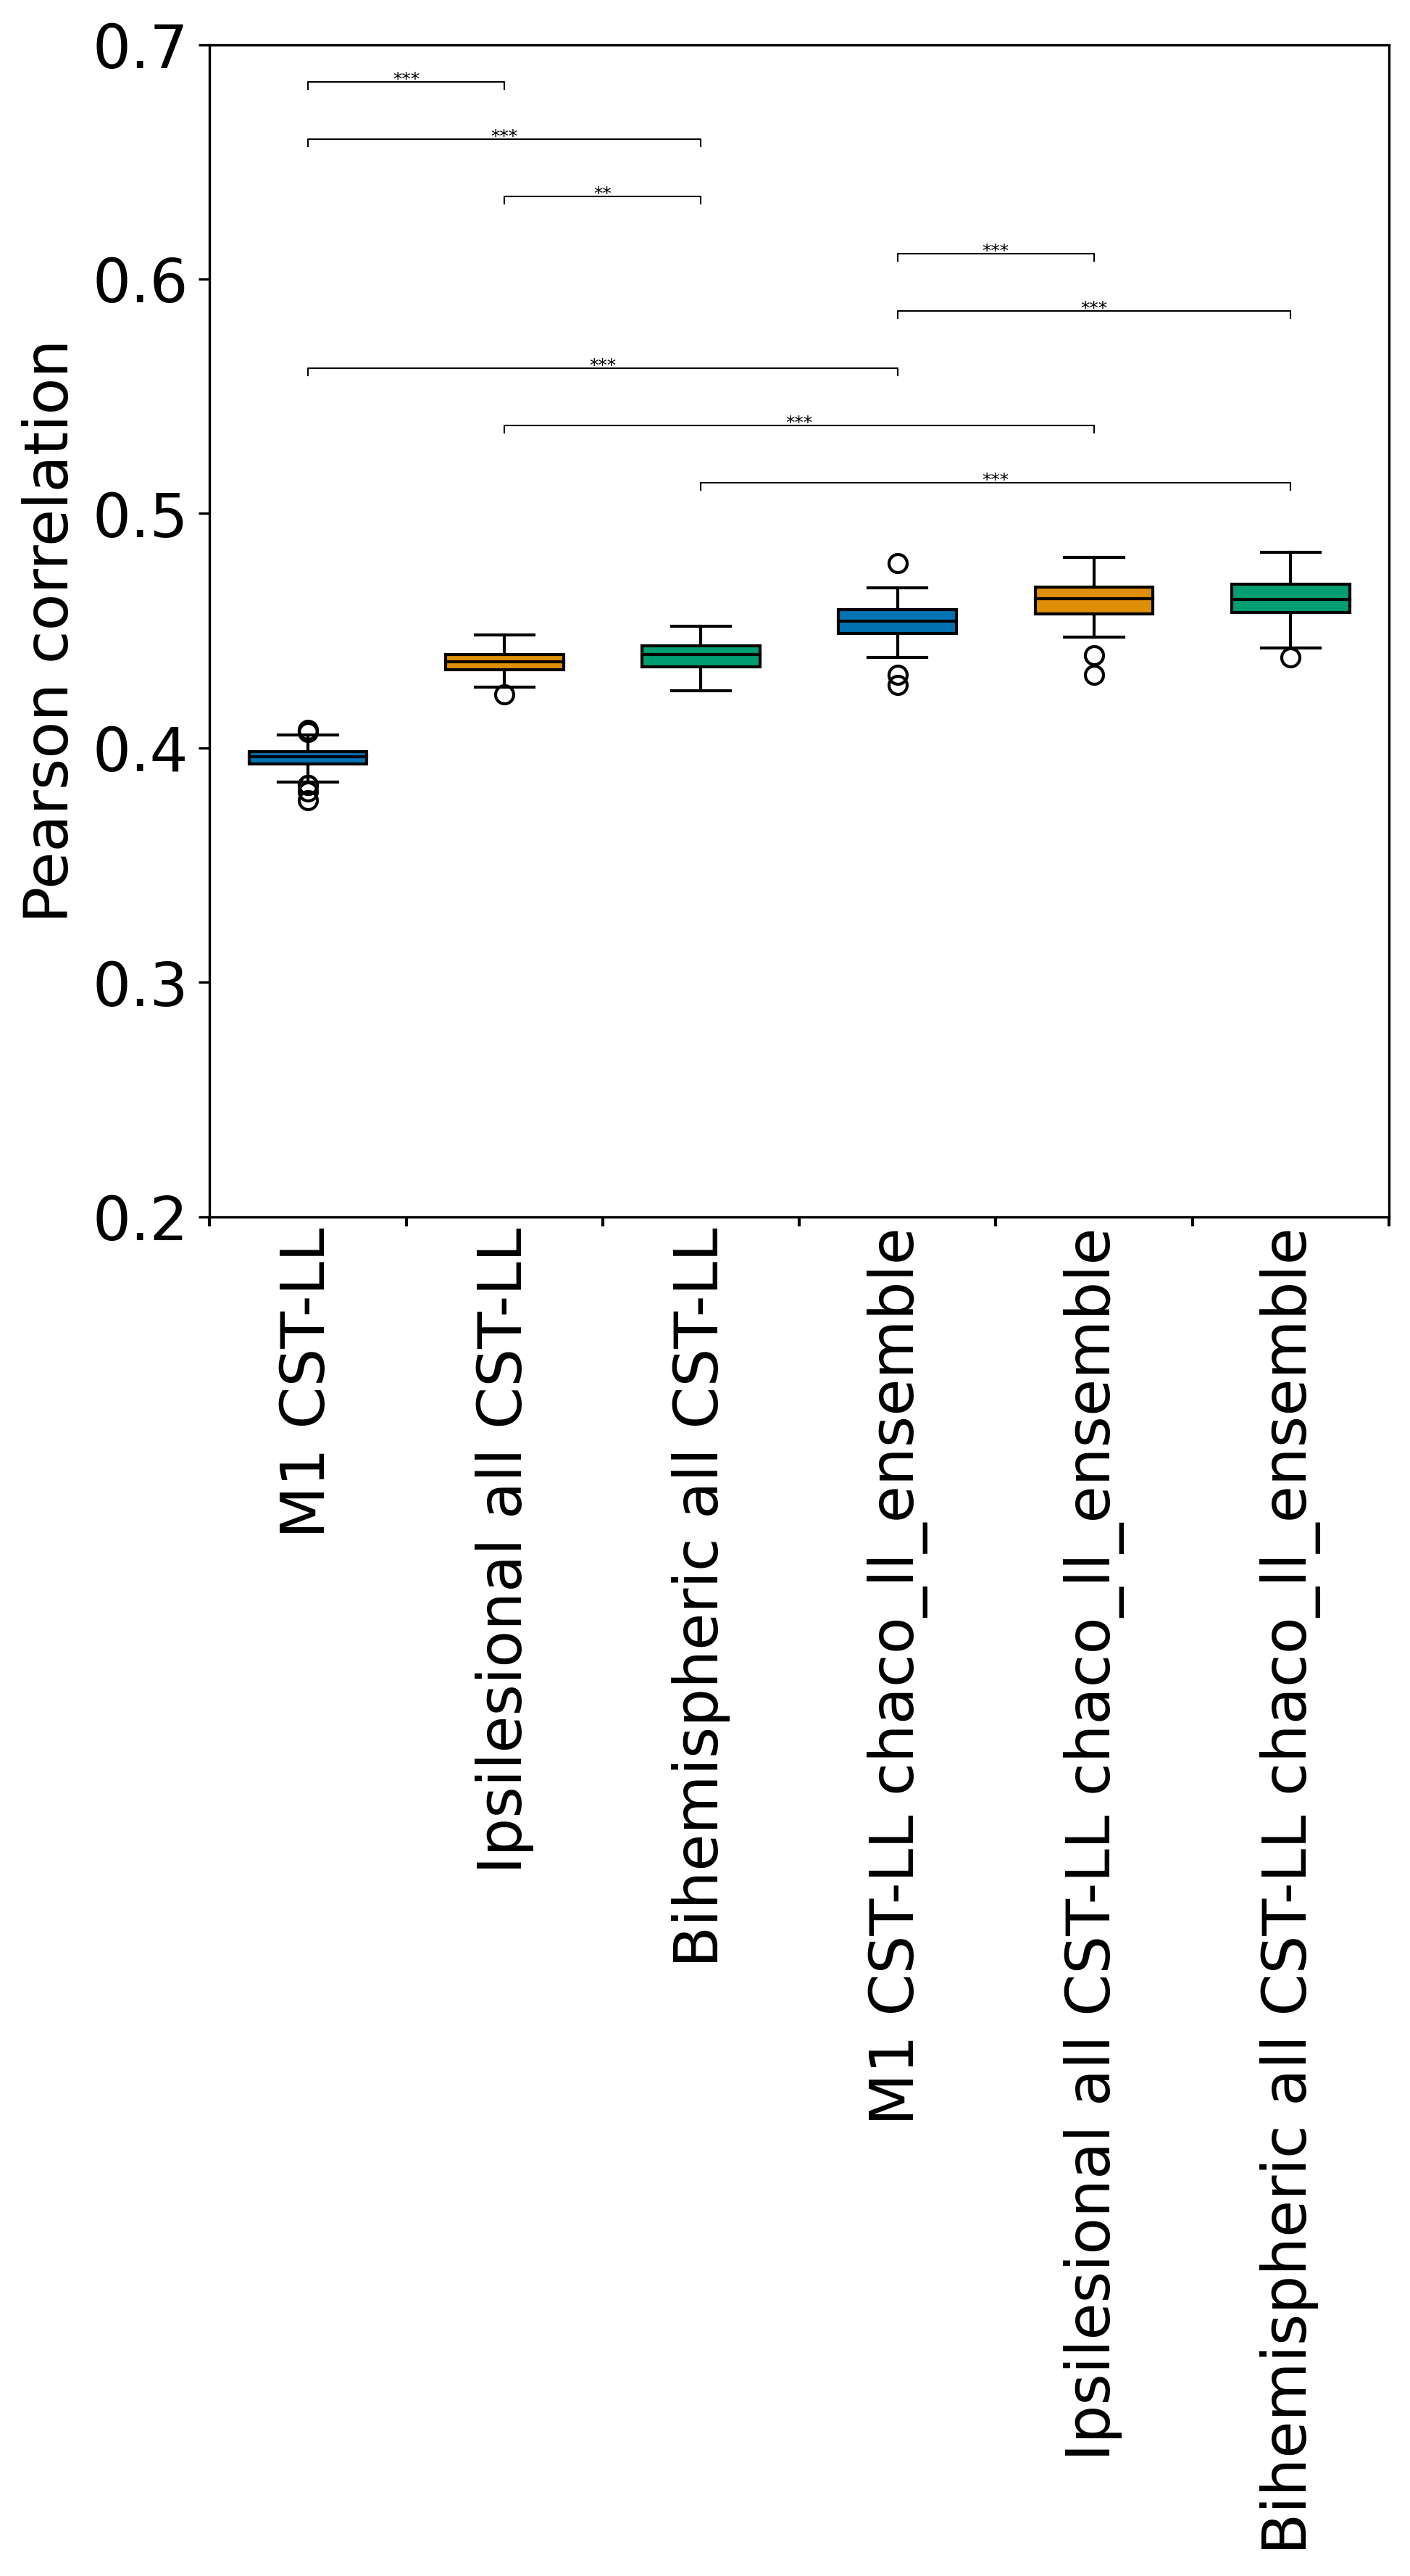 0.7
0.6
0.5
0.4
0.3
0.2
Pearson correlation
***
***
**
***
***
***
***
***
M1 CST-LL
Ipsilesional all CST-LL
Bihemispheric all CST-LL
M1 CST-LL chaco_ll_ensemble
Ipsilesional all CST-LL chaco_ll_ensemble
Bihemispheric all CST-LL chaco_ll_ensemble